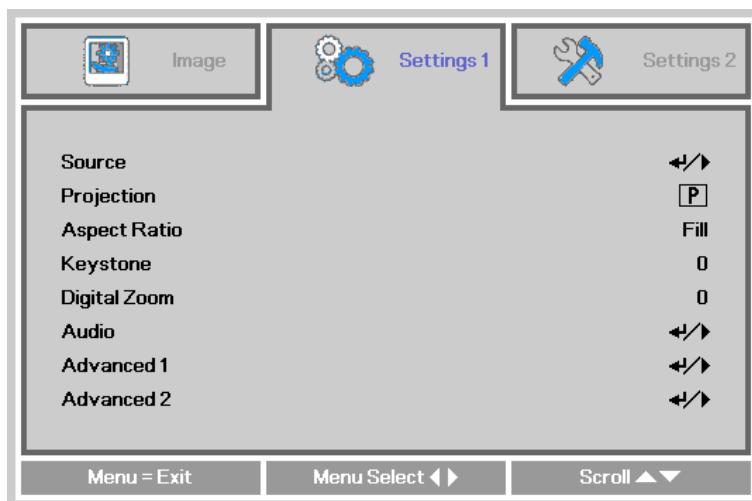 Image Settings 1 Settings 2
Source ↵/▶
Projection P
Aspect Ratio Fill
Keystone 0
Digital Zoom 0
Audio ↵/▶
Advanced 1 ↵/▶
Advanced 2 ↵/▶
Menu = Exit Menu Select ◀ ▶ Scroll ▲▼